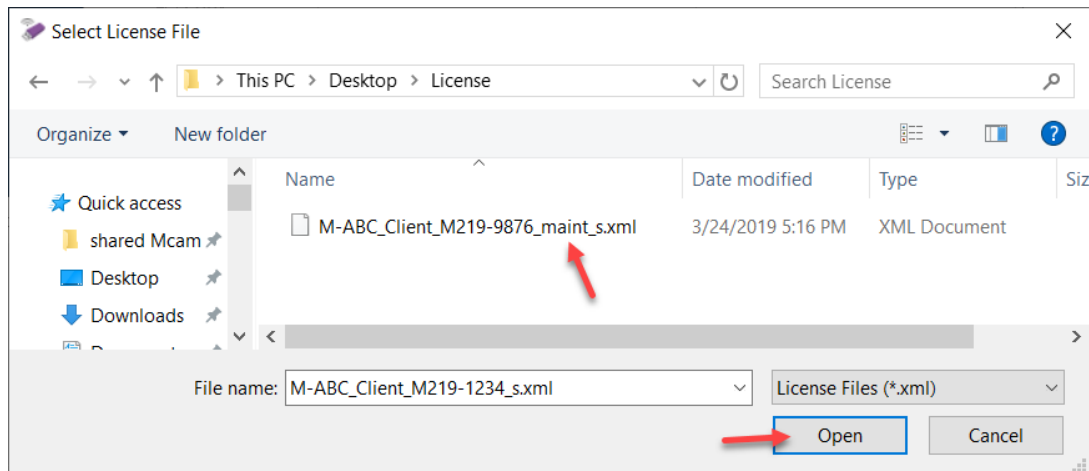 Select License File
This PC > Desktop > License
Search License
Organize
New folder
?
Name
Date modified
Type
Siz
Quick access
shared Mcam
Desktop
Downloads
M-ABC_Client_M219-9876_maint_s.xml
3/24/2019 5:16 PM
XML Document
File name:
M-ABC_Client_M219-1234_s.xml
License Files (*.xml)
Open
Cancel